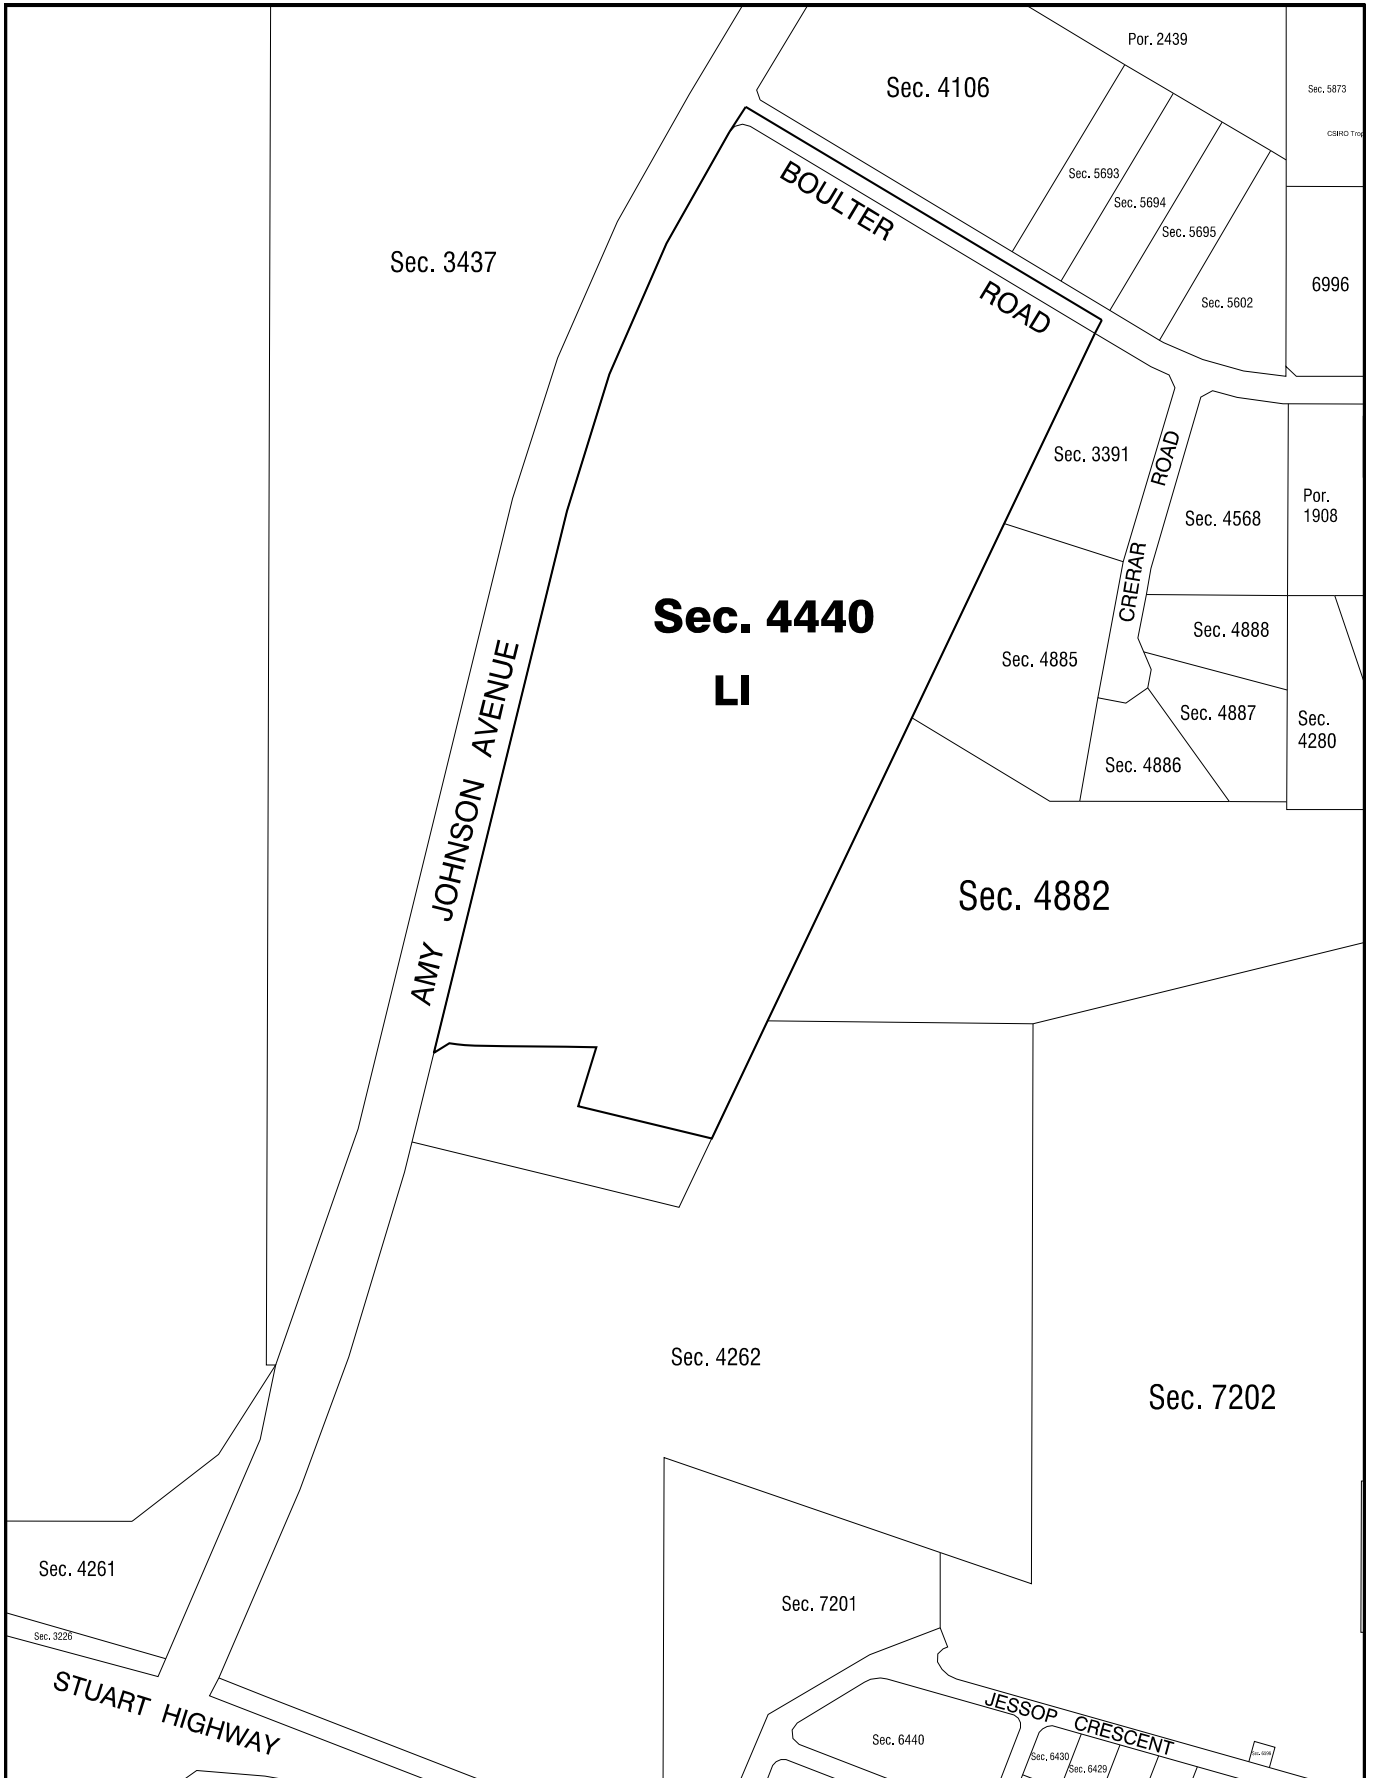 Por. 2439
Sec. 4106
Sec. 5873
CSIRO Trop
Sec. 5693
Sec. 5694
Sec. 5695
Sec. 5602
6996
BOULTER ROAD
Sec. 3437
Sec. 3391
CRERAR ROAD
Sec. 4568
Por.
1908
Sec. 4440
LI
Sec. 4888
Sec. 4885
Sec. 4887
Sec.
4280
Sec. 4886
AMY JOHNSON AVENUE
Sec. 4882
Sec. 4262
Sec. 7202
Sec. 4261
Sec. 7201
Sec. 3226
STUART HIGHWAY
JESSOP CRESCENT
Sec. 6440
Sec. 6430
Sec. 6429